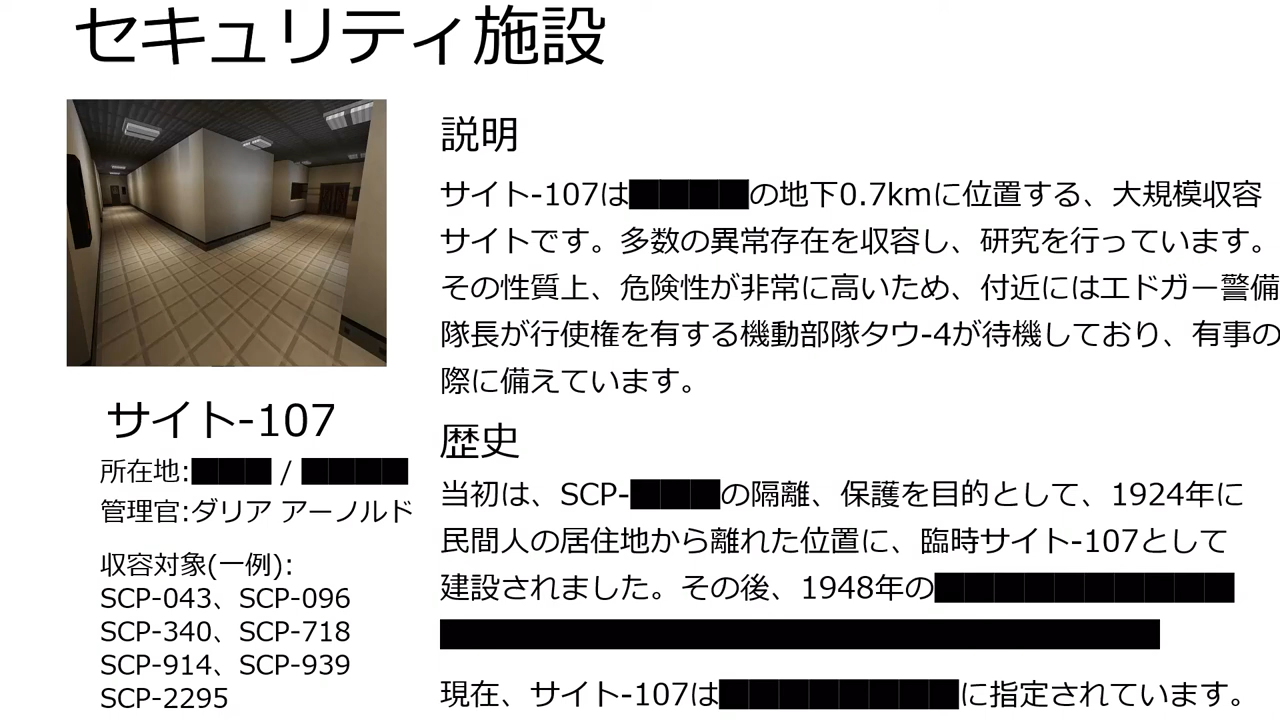 セキュリティ施設
サイト-107
所在地: /
管理官:ダリア アーノルド
収容対象(一例):
SCP-043、SCP-096
SCP-340、SCP-718
SCP-914、SCP-939
SCP-2295
説明
サイト-107は の地下0.7kmに位置する、大規模収容
サイトです。多数の異常存在を収容し、研究を行っています。
その性質上、危険性が非常に高いため、付近にはエドガー警備
隊長が行使権を有する機動部隊タウ-4が待機しており、有事の
際に備えています。
歴史
当初は、SCP- の隔離、保護を目的として、1924年に
民間人の居住地から離れた位置に、臨時サイト-107として
建設されました。その後、1948年の
現在、サイト-107は に指定されています。